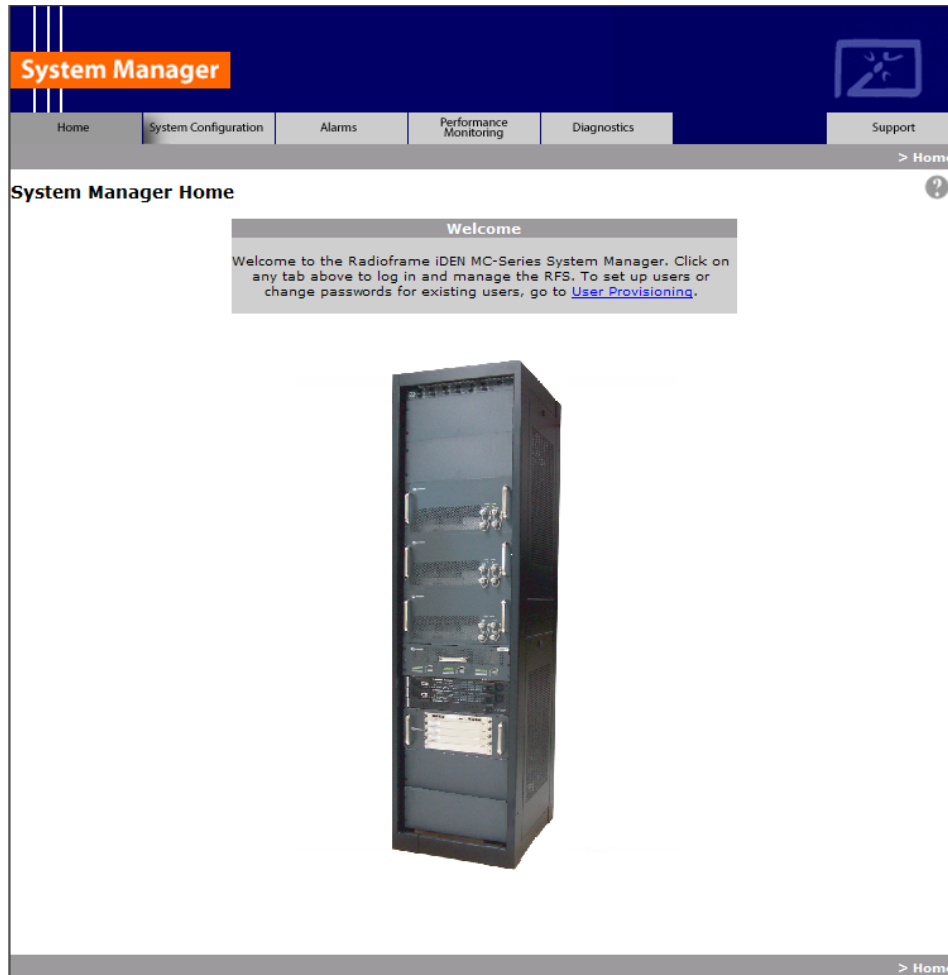 System Manager
Home
System Configuration
Alarms
Performance
Monitoring
Diagnostics
Support
> Home
System Manager Home
?
Welcome
Welcome to the Radioframe iDEN MC-Series System Manager. Click on
any tab above to log in and manage the RFS. To set up users or
change passwords for existing users, go to User Provisioning.
> Home